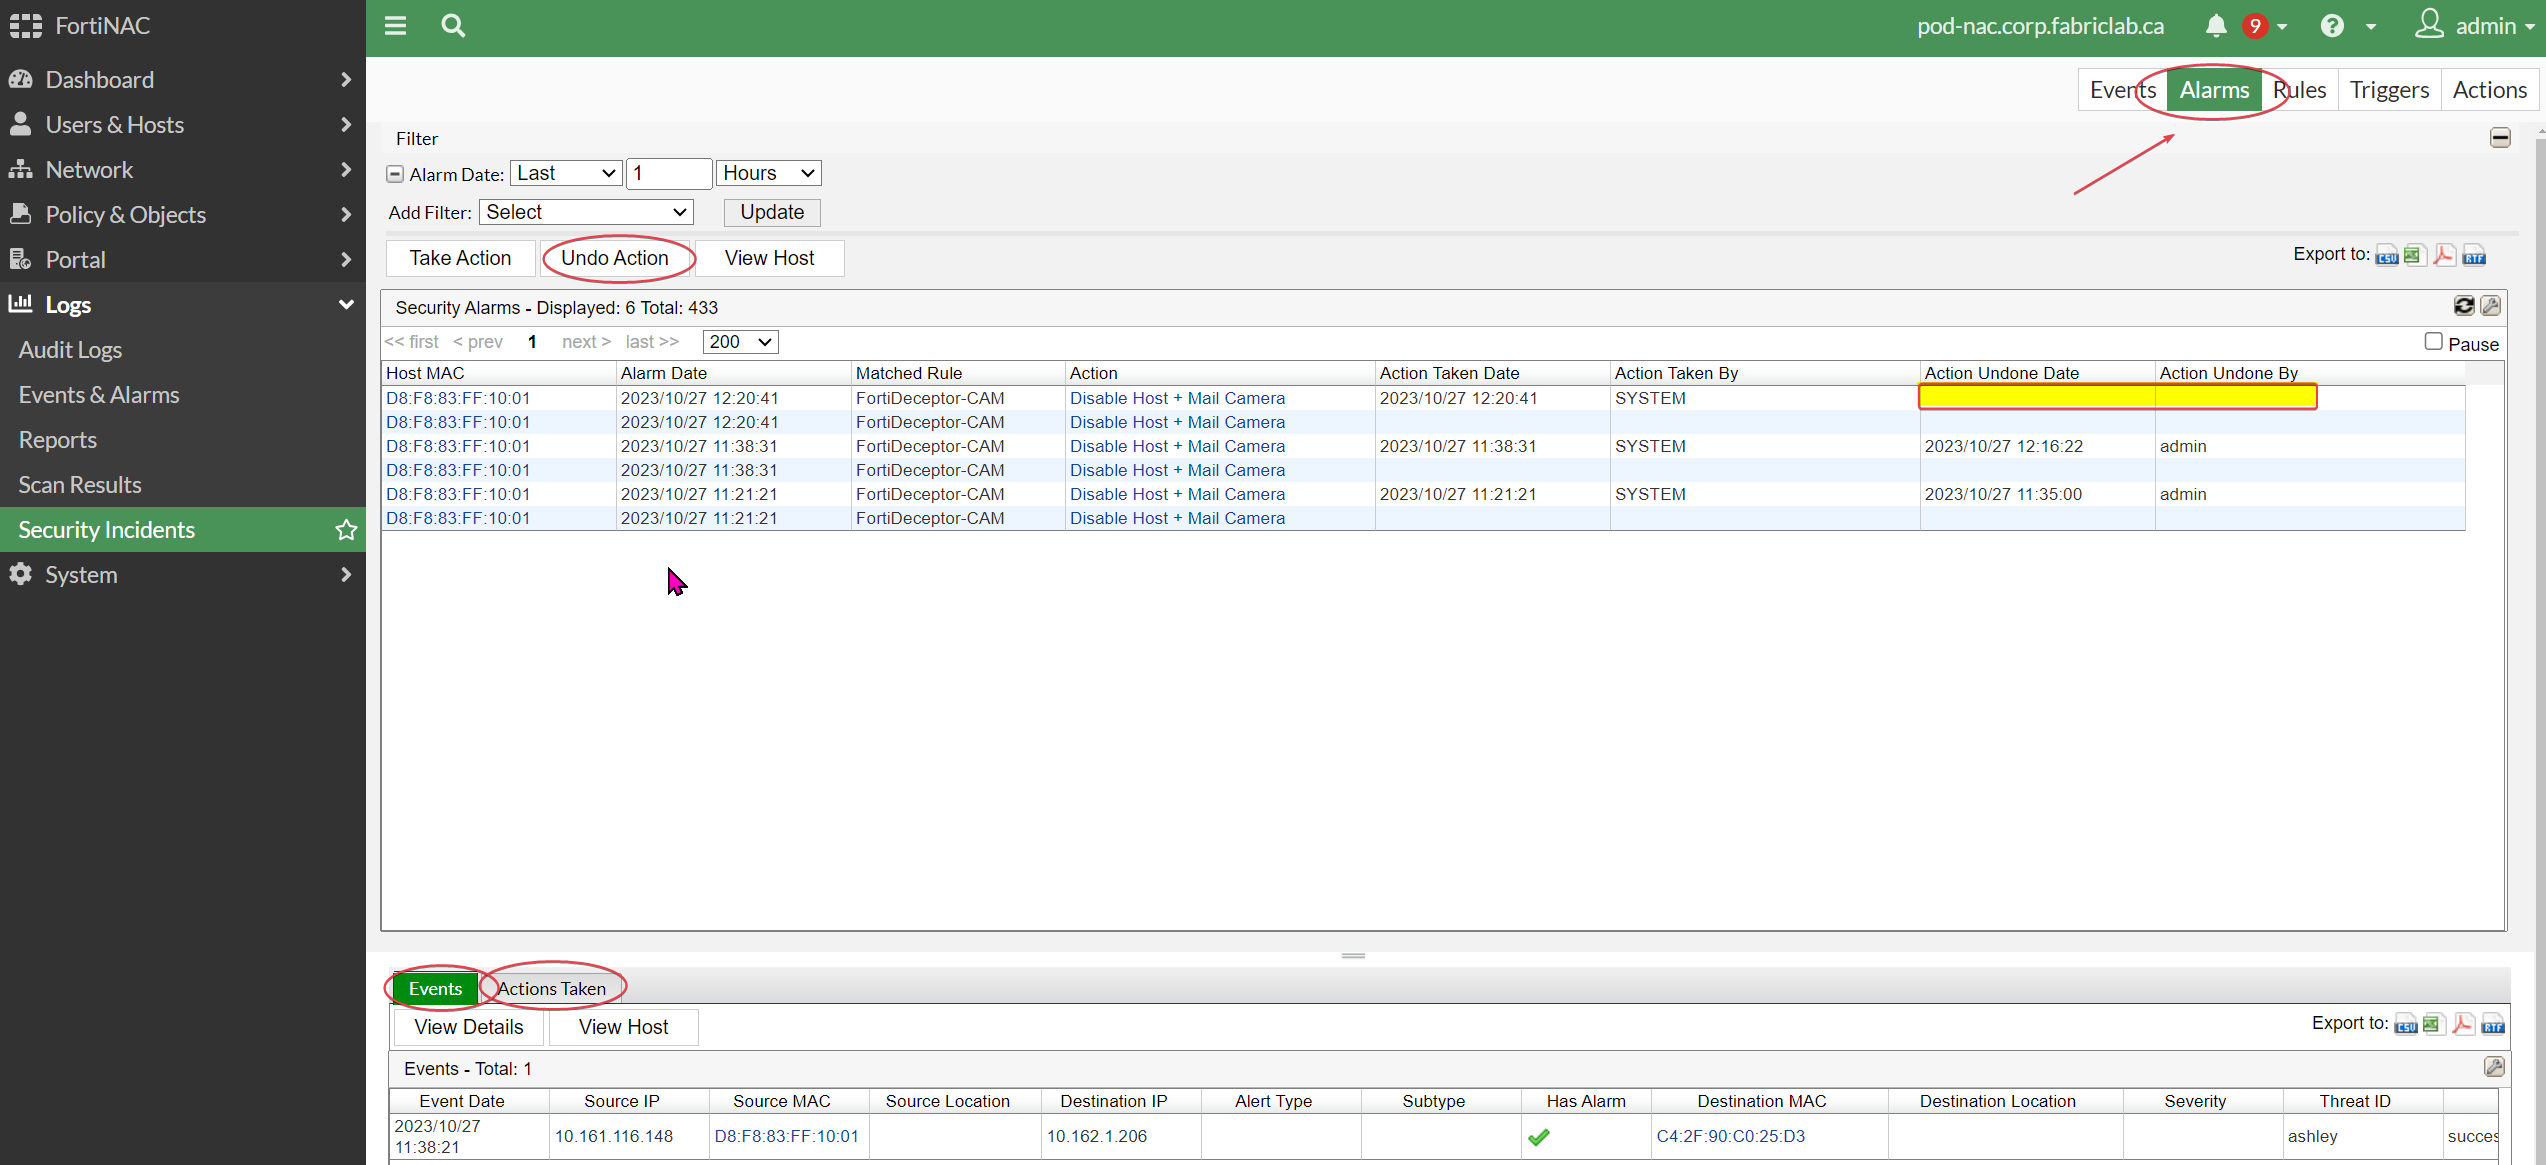 FortiNAC
pod-nac.corp.fabriclab.ca 9 admin
Dashboard
Users & Hosts
Network
Policy & Objects
Portal
Logs
Audit Logs
Events & Alarms
Reports
Scan Results
Security Incidents
System
Events Alarms Rules Triggers Actions
Filter
Alarm Date: Last 1 Hours
Add Filter: Select Update
Take Action Undo Action View Host Export to: CSV RTF
Security Alarms - Displayed: 6 Total: 433
<< first < prev 1 next > last >> 200 Pause
Host MAC Alarm Date Matched Rule Action Action Taken Date Action Taken By Action Undone Date Action Undone By
D8:F8:83:FF:10:01 2023/10/27 12:20:41 FortiDeceptor-CAM Disable Host + Mail Camera 2023/10/27 12:20:41 SYSTEM
D8:F8:83:FF:10:01 2023/10/27 12:20:41 FortiDeceptor-CAM Disable Host + Mail Camera
D8:F8:83:FF:10:01 2023/10/27 11:38:31 FortiDeceptor-CAM Disable Host + Mail Camera 2023/10/27 11:38:31 SYSTEM 2023/10/27 12:16:22 admin
D8:F8:83:FF:10:01 2023/10/27 11:38:31 FortiDeceptor-CAM Disable Host + Mail Camera
D8:F8:83:FF:10:01 2023/10/27 11:21:21 FortiDeceptor-CAM Disable Host + Mail Camera 2023/10/27 11:21:21 SYSTEM 2023/10/27 11:35:00 admin
D8:F8:83:FF:10:01 2023/10/27 11:21:21 FortiDeceptor-CAM Disable Host + Mail Camera
Events Actions Taken
View Details View Host Export to: CSV RTF
Events - Total: 1
Event Date Source IP Source MAC Source Location Destination IP Alert Type Subtype Has Alarm Destination MAC Destination Location Severity Threat ID
2023/10/27
11:38:21 10.161.116.148 D8:F8:83:FF:10:01 10.162.1.206 C4:2F:90:C0:25:D3 ashley succes